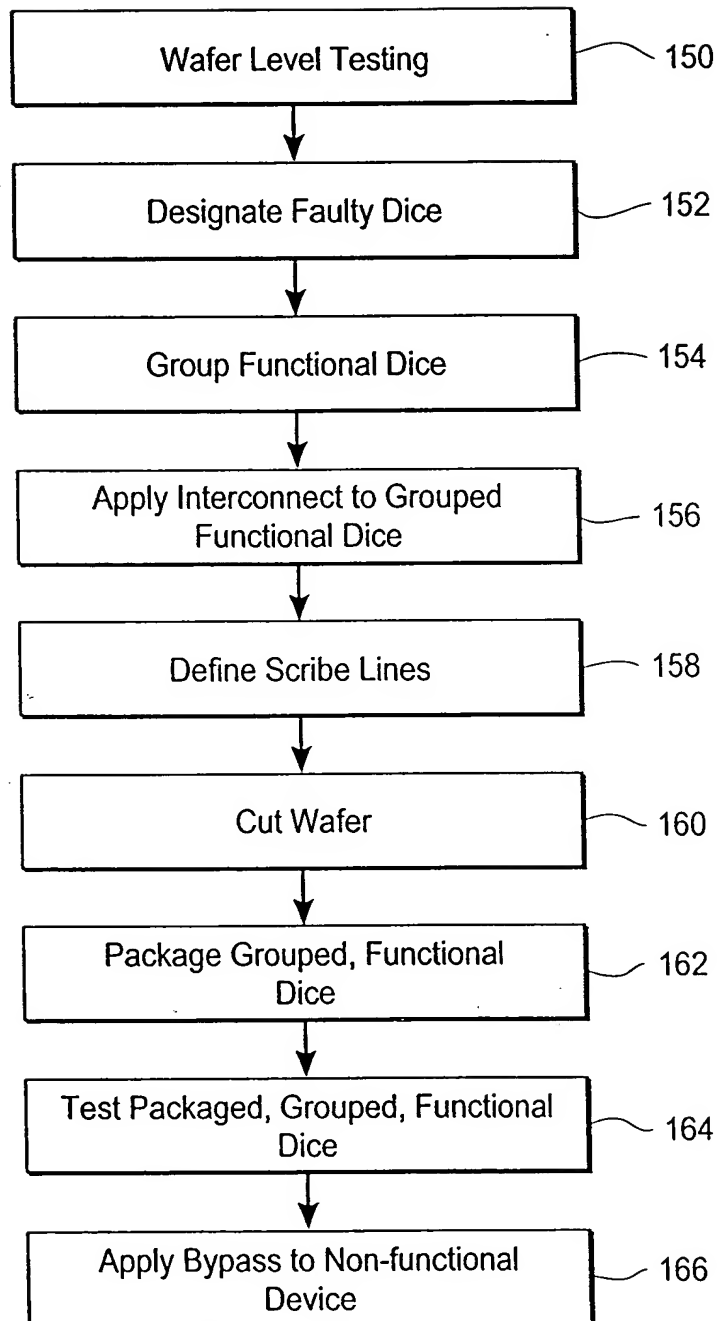 Wafer Level Testing
150
Designate Faulty Dice
152
Group Functional Dice
154
Apply Interconnect to Grouped
Functional Dice
156
Define Scribe Lines
158
Cut Wafer
160
Package Grouped, Functional
Dice
162
Test Packaged, Grouped, Functional
Dice
164
Apply Bypass to Non-functional
Device
166